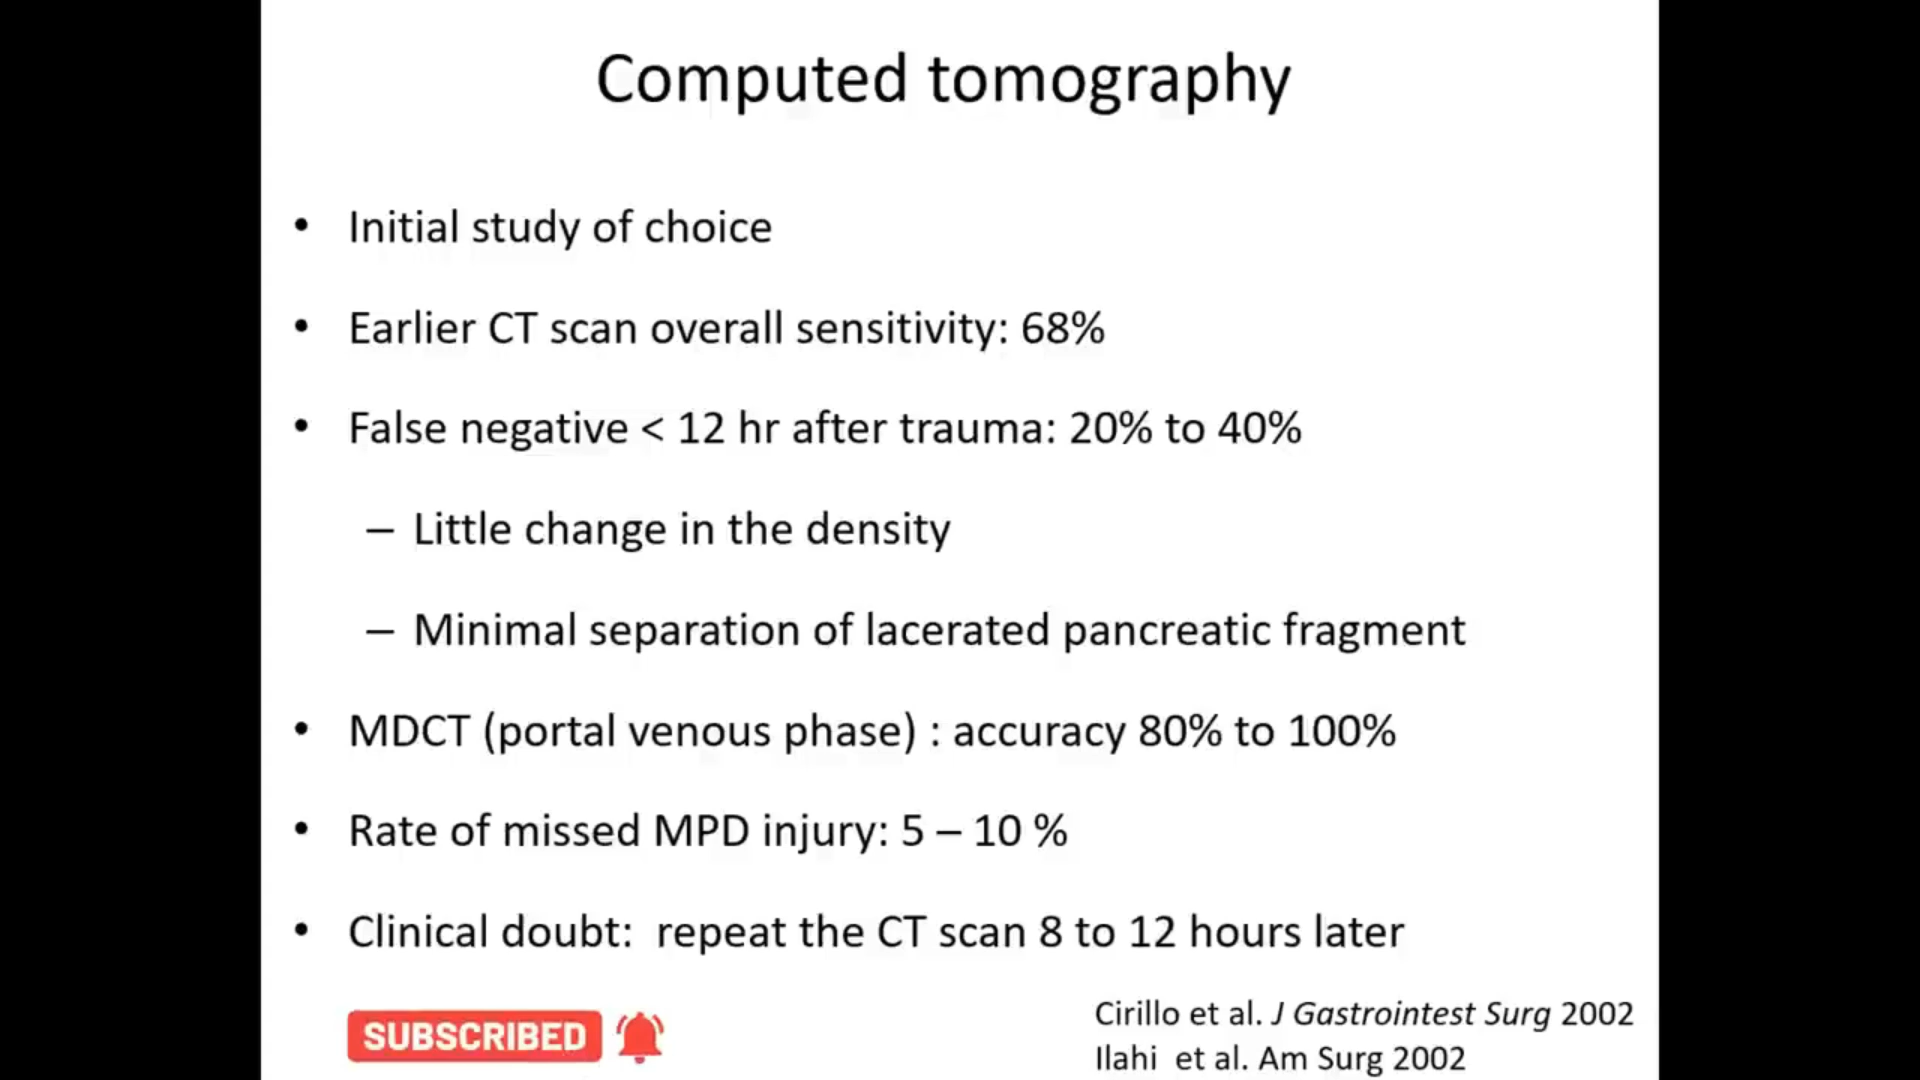 Computed tomography
• Initial study of choice
• Earlier CT scan overall sensitivity: 68%
• False negative < 12 hr after trauma: 20% to 40%
– Little change in the density
– Minimal separation of lacerated pancreatic fragment
• MDCT (portal venous phase) : accuracy 80% to 100%
• Rate of missed MPD injury: 5 – 10 %
• Clinical doubt:  repeat the CT scan 8 to 12 hours later
SUBSCRIBED
Cirillo et al. J Gastrointest Surg 2002
Ilahi  et al. Am Surg 2002